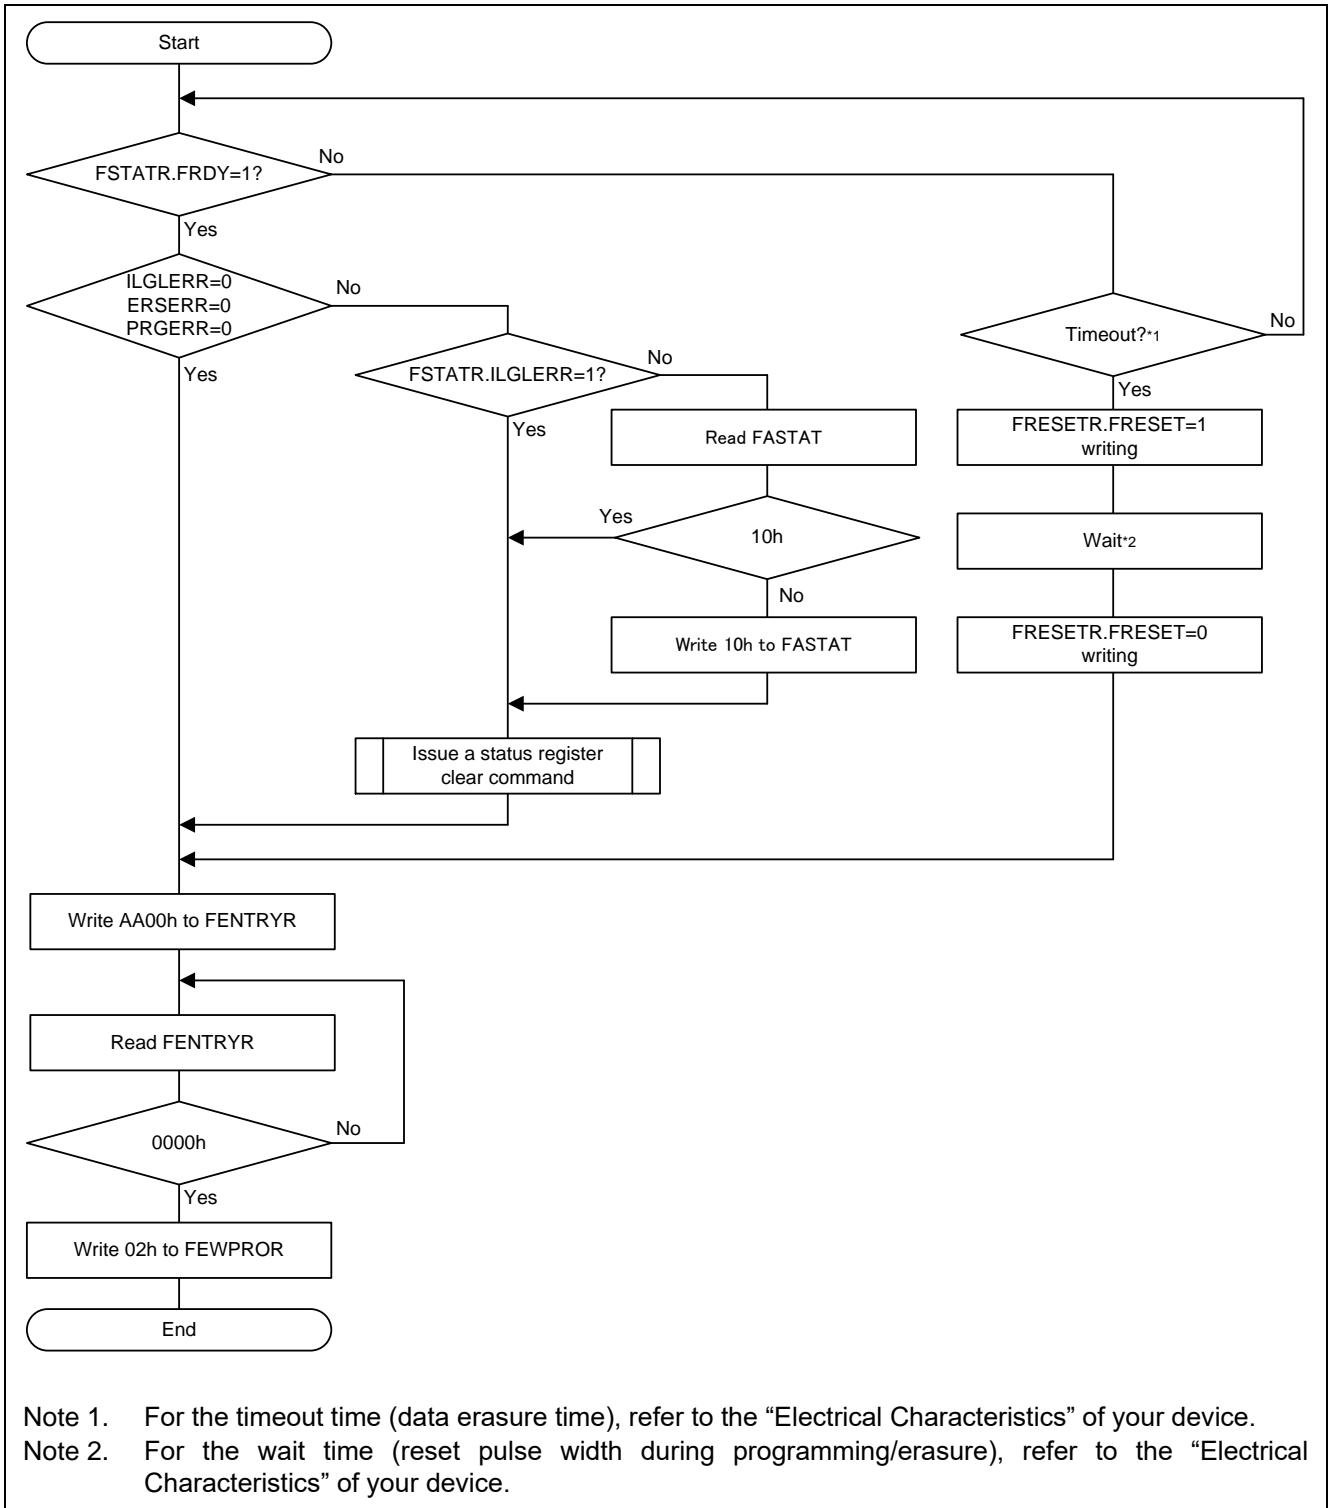 Start
FSTATR.FRDY=1?
No
Yes
ILGLERR=0
ERSERR=0
PRGERR=0
No
Yes
FSTATR.ILGLERR=1?
No
Yes
Read FASTAT
10h
Yes
No
Write 10h to FASTAT
Issue a status register
clear command
Timeout?*1
No
Yes
FRESETR.FRESET=1
writing
Wait*2
FRESETR.FRESET=0
writing
Write AA00h to FENTRYR
Read FENTRYR
0000h
No
Yes
Write 02h to FEWPROR
End
Note 1. For the timeout time (data erasure time), refer to the “Electrical Characteristics” of your device.
Note 2. For the wait time (reset pulse width during programming/erasure), refer to the “Electrical
Characteristics” of your device.